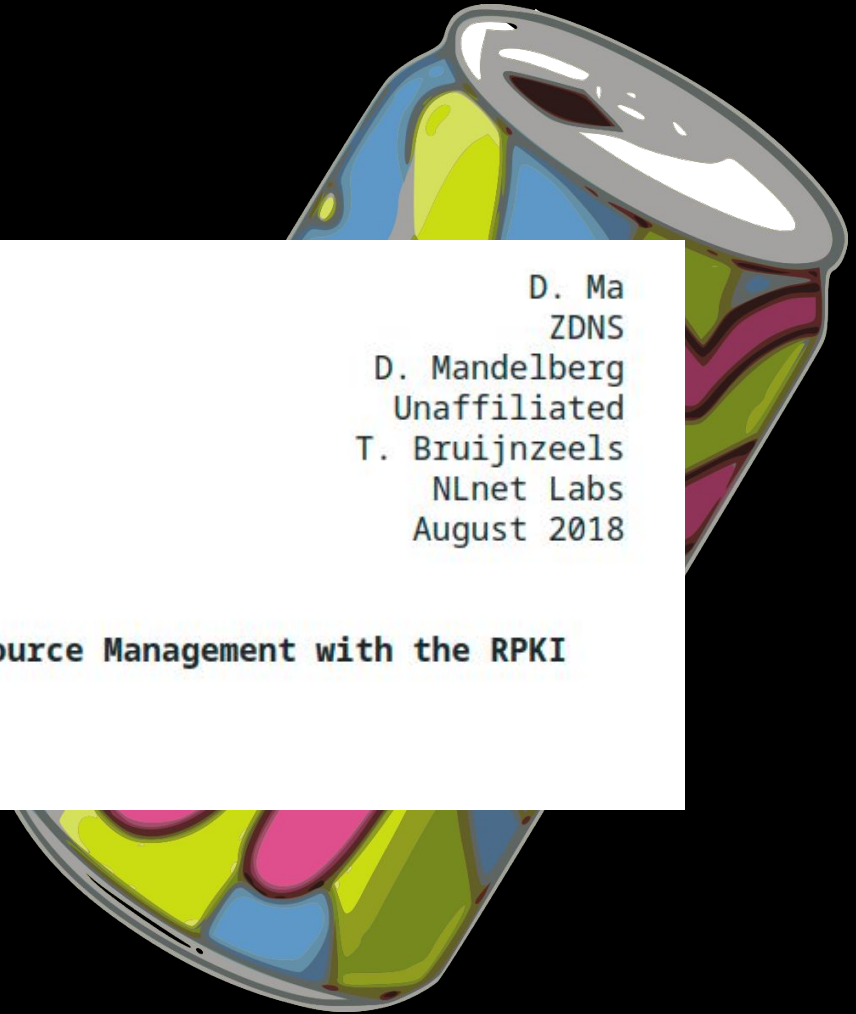 D. Ma
ZDNS
D. Mandelberg
Unaffiliated
T. Bruijnzeels
NLnet Labs
August 2018
ource Management with the RPKI